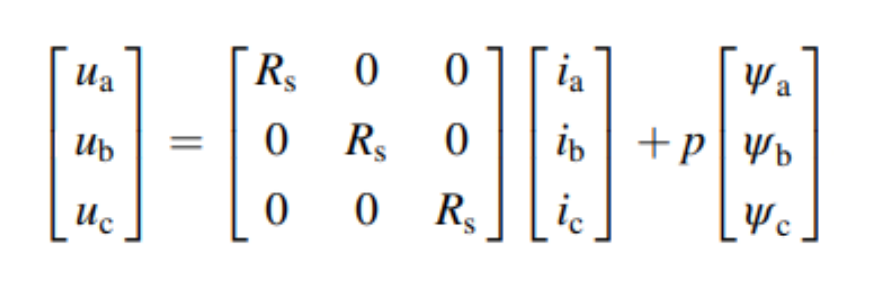 [ u_a ] = [ R_s 0 0 ] [ i_a ] + p [ ψ_a ]
[ u_b ] = [ 0 R_s 0 ] [ i_b ] + p [ ψ_b ]
[ u_c ] = [ 0 0 R_s ] [ i_c ] + p [ ψ_c ]